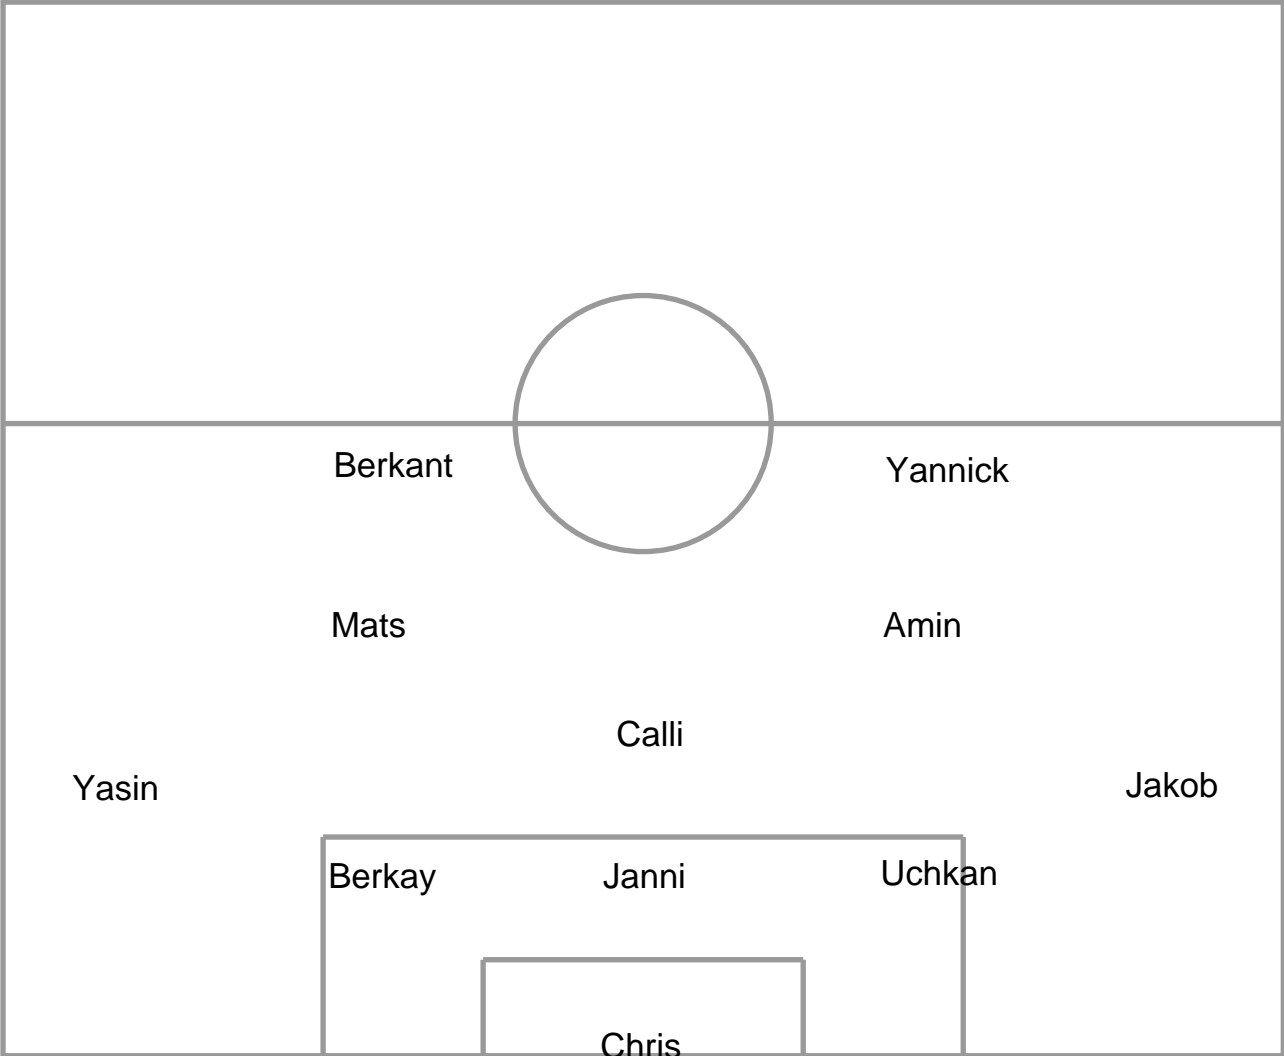 Berkant
Yannick
Mats
Amin
Calli
Yasin
Jakob
Berkay
Janni
Uchkan
Chris